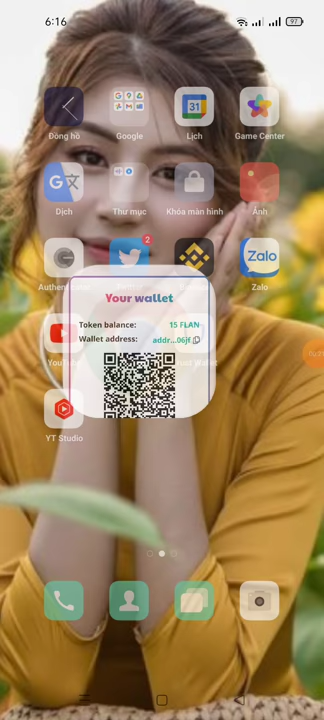 6:16
97
31
Đồng hồ
Google
Lịch
Game Center
Dịch
Thư mục
Khóa màn hình
Ảnh
2
Zalo
Zalo
Your wallet
Token balance: 15 FLAN
Wallet address: addr...06jf
YT Studio